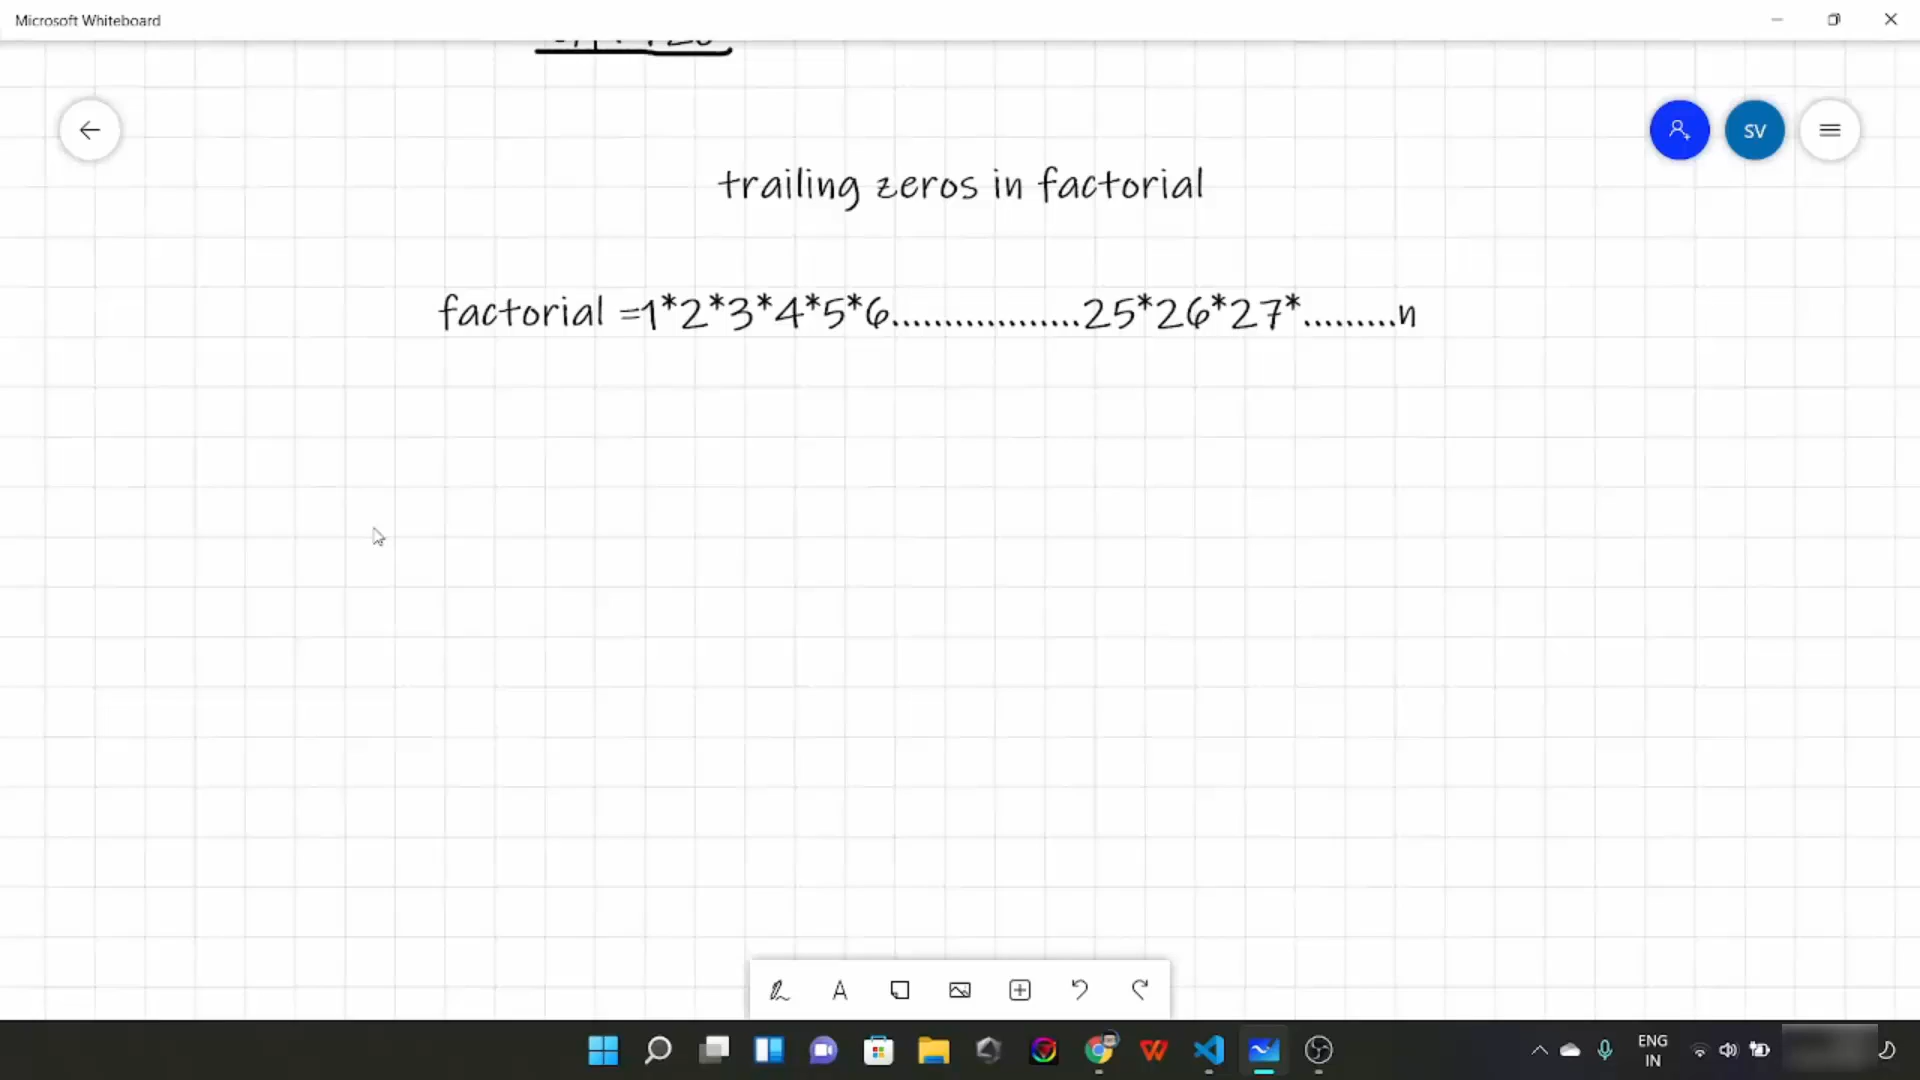 Microsoft Whiteboard
SV
trailing zeros in factorial
factorial =1*2*3*4*5*6..................25*26*27*.........n
A
ENG
IN